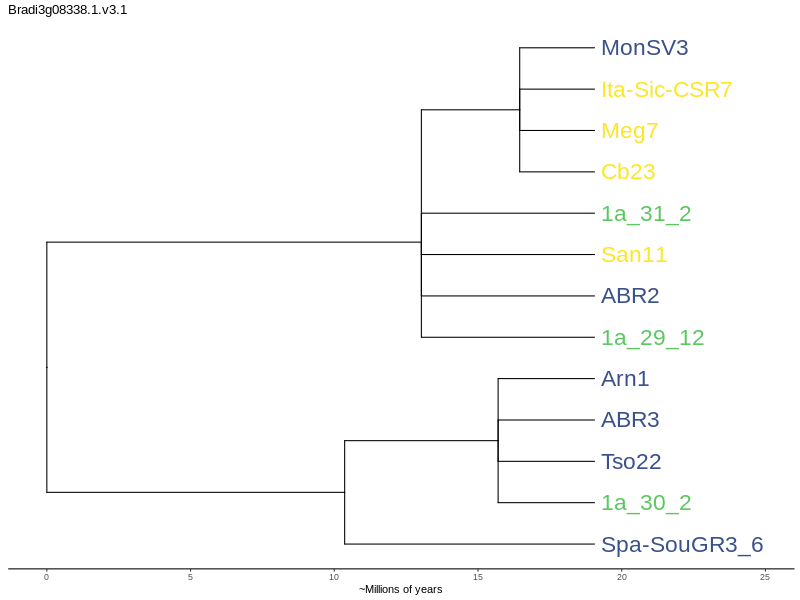 Bradi3g08338.1.v3.1
MonSV3
Ita-Sic-CSR7
Meg7
Cb23
1a_31_2
San11
ABR2
1a_29_12
Arn1
ABR3
Tso22
1a_30_2
Spa-SouGR3_6
0 5 10 15 20 25
~Millions of years